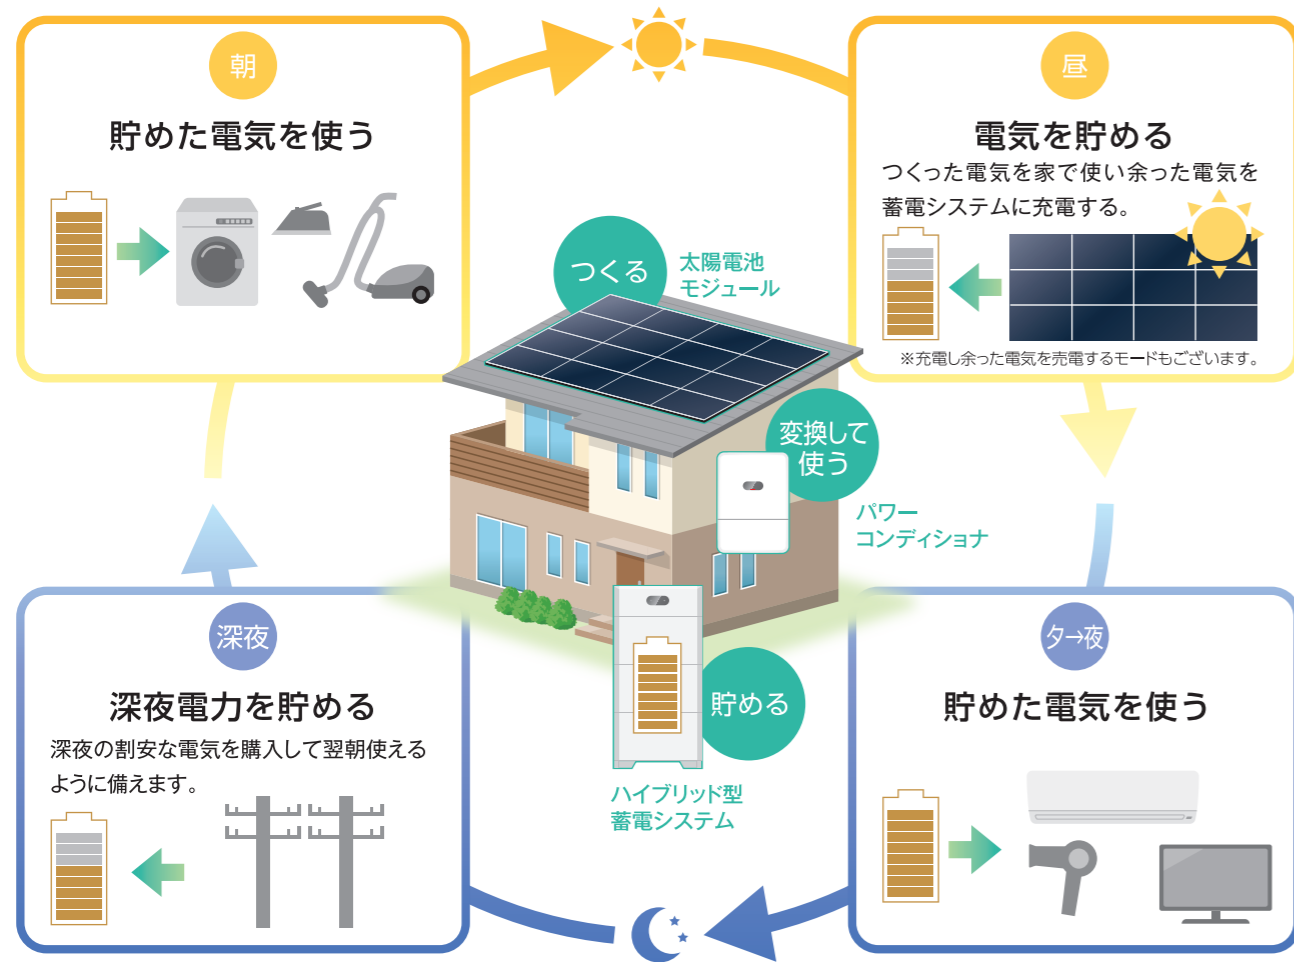 朝
貯めた電気を使う
昼
電気を貯める
つくった電気を家で使い余った電気を
蓄電システムに充電する。
※充電し余った電気を売電するモードもございます。
つくる
太陽電池
モジュール
変換して
使う
パワー
コンディショナ
貯める
ハイブリッド型
蓄電システム
深夜
深夜電力を貯める
深夜の割安な電気を購入して翌朝使える
ように備えます。
夕→夜
貯めた電気を使う